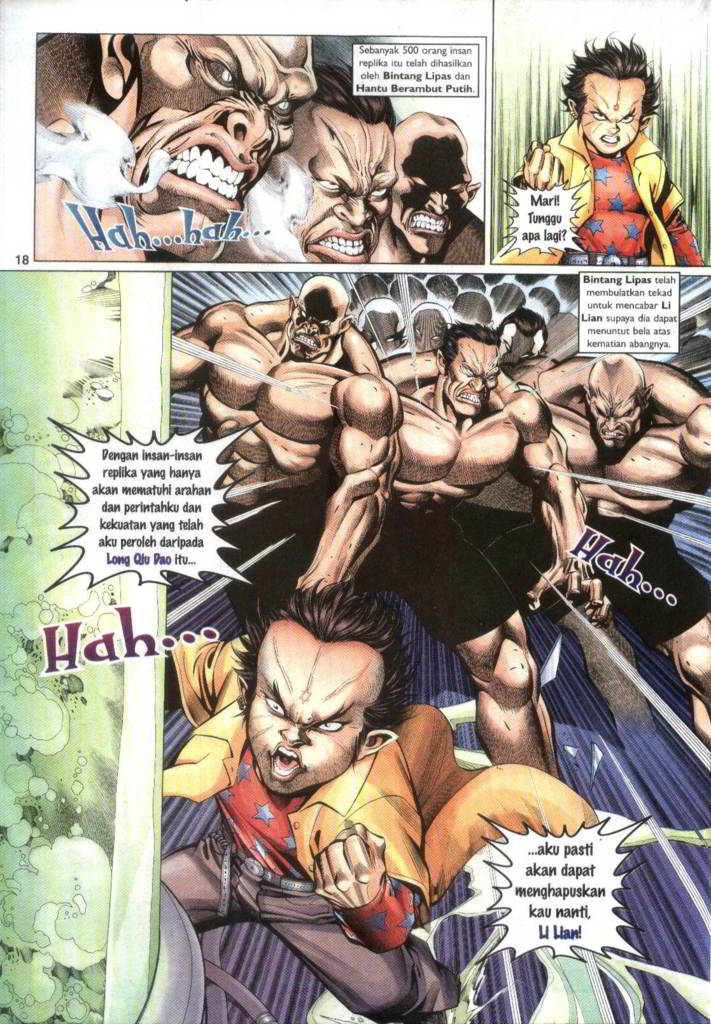 Sebanyak 500 orang insan
replika itu telah dihasilkan
oleh Bintang Lipas dan
Hantu Berambut Putih.
Hah...hah...
Mari!
Tunggu
apa lagi?
18
Bintang Lipas telah
membulatkan tekad
untuk mencabar Li
Lian supaya dia dapat
menuntut bela atas
kematian abangnya.
Dengan insan-insan
replika yang hanya
akan mematuhi arahan
dan perintahku dan
kekuatan yang telah
aku peroleh daripada
Long Qiu Dao itu...
Hah...
Hah...
...aku pasti
akan dapat
menghapuskan
kau nanti,
Li Lian!